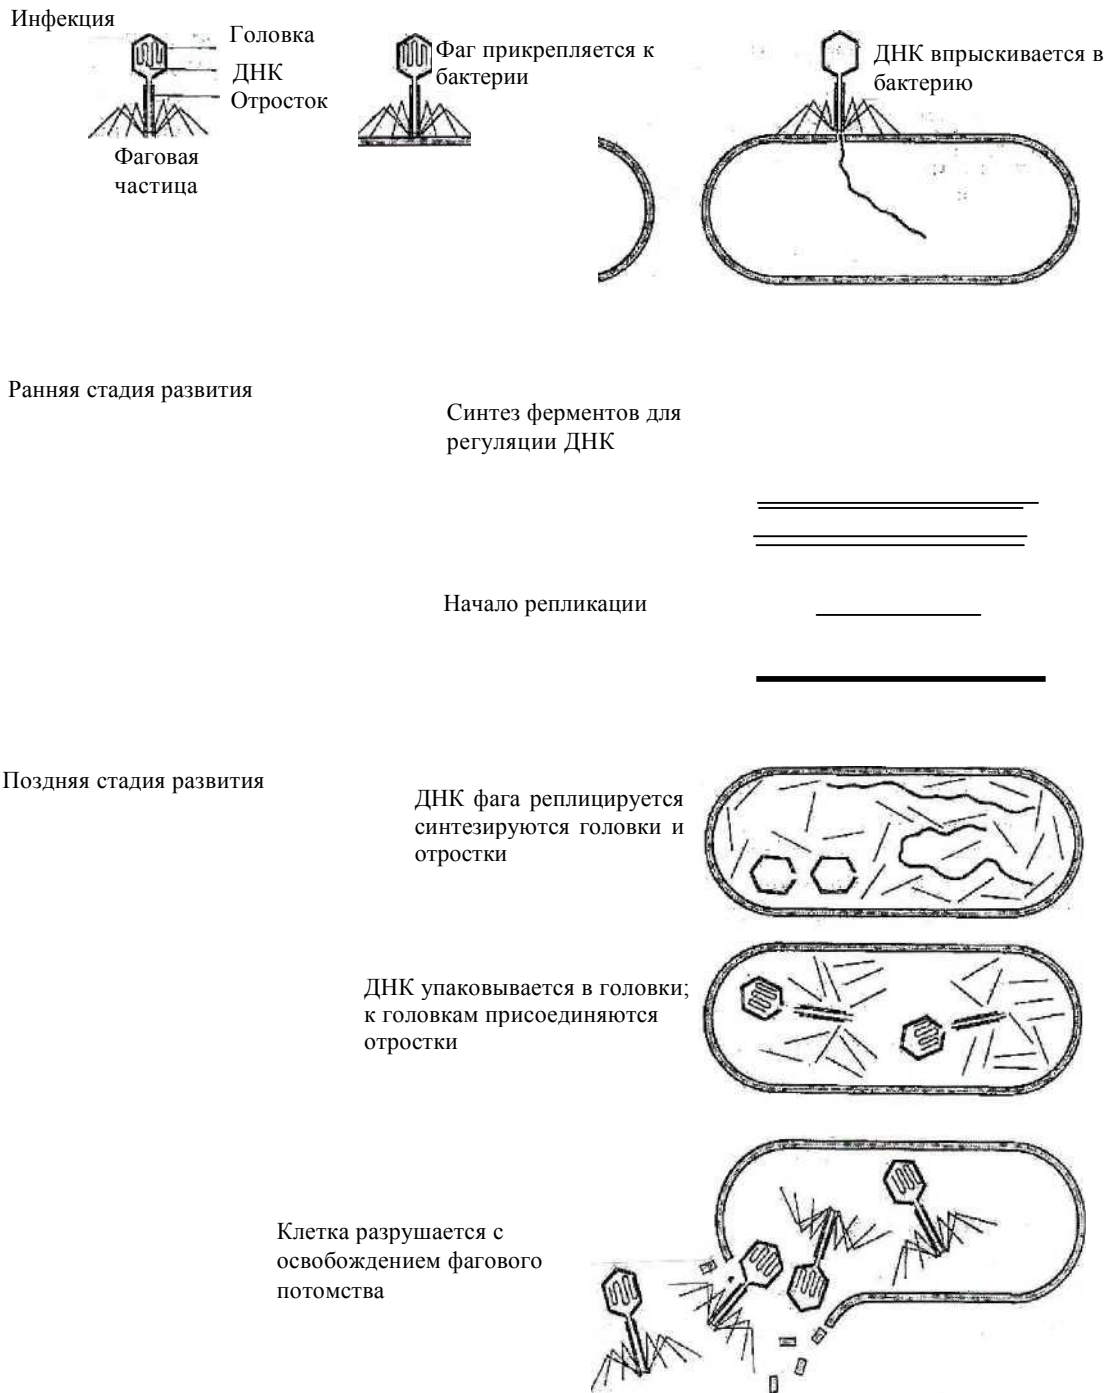 Инфекция
Головка
ДНК
Отросток
Фаговая
частица
Фаг прикрепляется к
бактерии
ДНК впрыскивается в
бактерию
Ранняя стадия развития
Синтез ферментов для
регуляции ДНК
Начало репликации
Поздняя стадия развития
ДНК фага реплицируется
синтезируются головки и
отростки
ДНК упаковывается в головки;
к головкам присоединяются
отростки
Клетка разрушается с
освобождением фагового
потомства